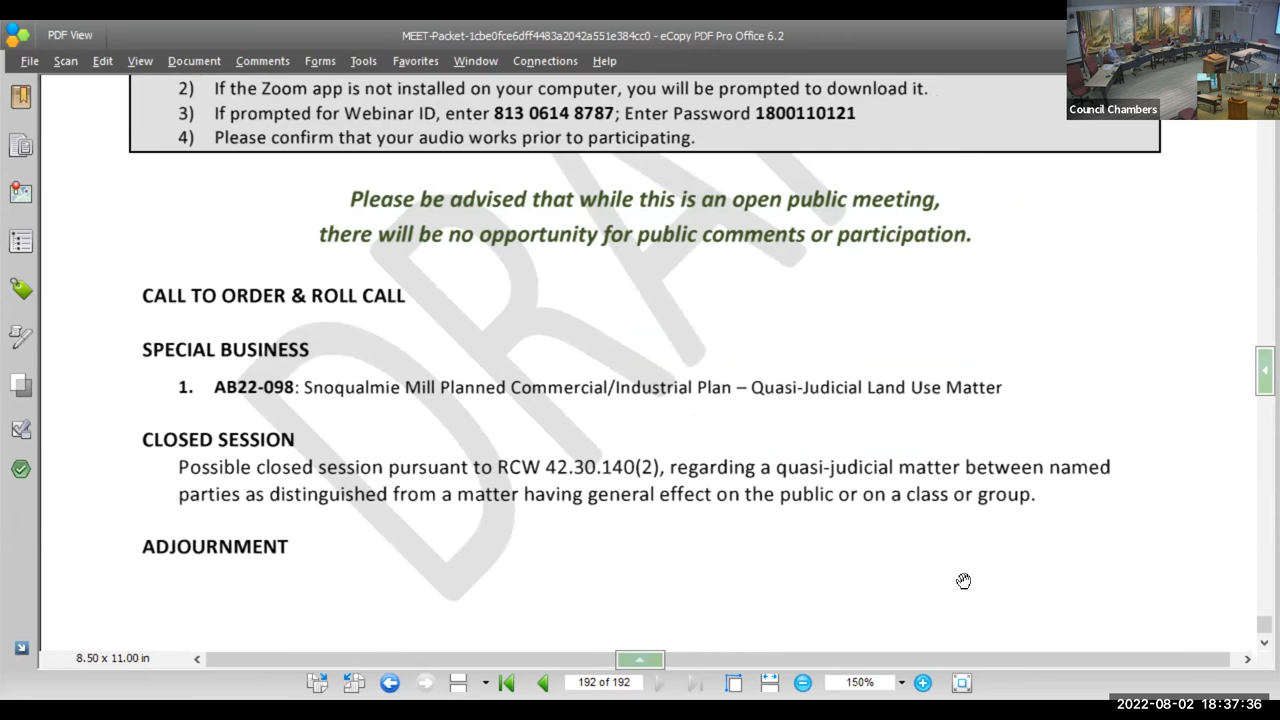 PDF View
MEET-Packet-1cbe0fce6dff4483a2042a551e384cc0 - eCopy PDF Pro Office 6.2
File Scan Edit View Document Comments Forms Tools Favorites Window Connections Help
Council Chambers
2) If the Zoom app is not installed on your computer, you will be prompted to download it.
3) If prompted for Webinar ID, enter 813 0614 8787; Enter Password 1800110121
4) Please confirm that your audio works prior to participating.
Please be advised that while this is an open public meeting,
there will be no opportunity for public comments or participation.
CALL TO ORDER & ROLL CALL
SPECIAL BUSINESS
1. AB22-098: Snoqualmie Mill Planned Commercial/Industrial Plan – Quasi-Judicial Land Use Matter
CLOSED SESSION
Possible closed session pursuant to RCW 42.30.140(2), regarding a quasi-judicial matter between named
parties as distinguished from a matter having general effect on the public or on a class or group.
ADJOURNMENT
DRA
8.50 x 11.00 in
192 of 192
150%
2022-08-02 18:37:36